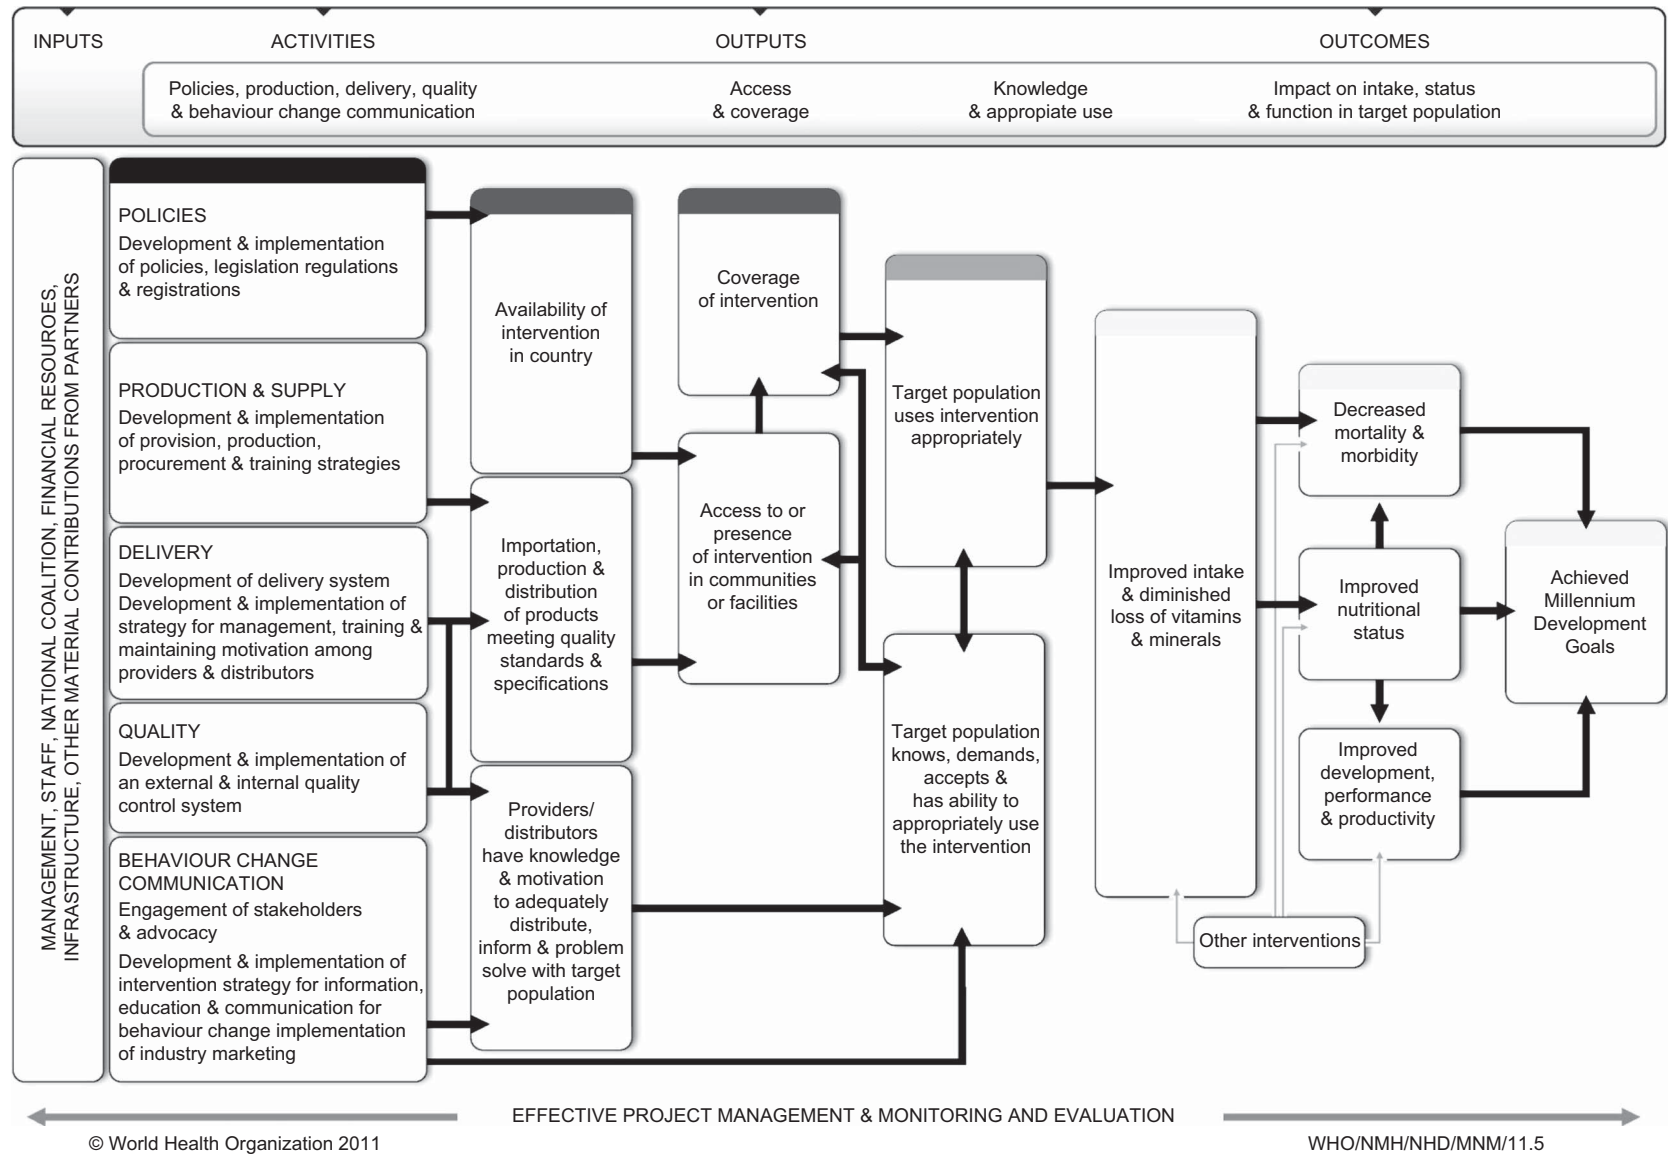 INPUTS
ACTIVITIES
OUTPUTS
OUTCOMES
Policies, production, delivery, quality
& behaviour change communication
Access
& coverage
Knowledge
& appropiate use
Impact on intake, status
& function in target population
MANAGEMENT, STAFF, NATIONAL COALITION, FINANCIAL RESOUROES,
INFRASTRUCTURE, OTHER MATERIAL CONTRIBUTIONS FROM PARTNERS
POLICIES
Development & implementation
of policies, legislation regulations
& registrations
PRODUCTION & SUPPLY
Development & implementation
of provision, production,
procurement & training strategies
DELIVERY
Development of delivery system
Development & implementation of
strategy for management, training &
maintaining motivation among
providers & distributors
QUALITY
Development & implementation of
an external & internal quality
control system
BEHAVIOUR CHANGE
COMMUNICATION
Engagement of stakeholders
& advocacy
Development & implementation of
intervention strategy for information,
education & communication for
behaviour change implementation
of industry marketing
Availability of
intervention
in country
Importation,
production &
distribution
of products
meeting quality
standards &
specifications
Providers/
distributors
have knowledge
& motivation
to adequately
distribute,
inform & problem
solve with target
population
Coverage
of intervention
Access to or
presence
of intervention
in communities
or facilities
Target population
uses intervention
appropriately
Target population
knows, demands,
accepts &
has ability to
appropriately use
the intervention
Improved intake
& diminished
loss of vitamins
& minerals
Decreased
mortality &
morbidity
Improved
nutritional
status
Improved
development,
performance
& productivity
Achieved
Millennium
Development
Goals
Other interventions
EFFECTIVE PROJECT MANAGEMENT & MONITORING AND EVALUATION
© World Health Organization 2011
WHO/NMH/NHD/MNM/11.5